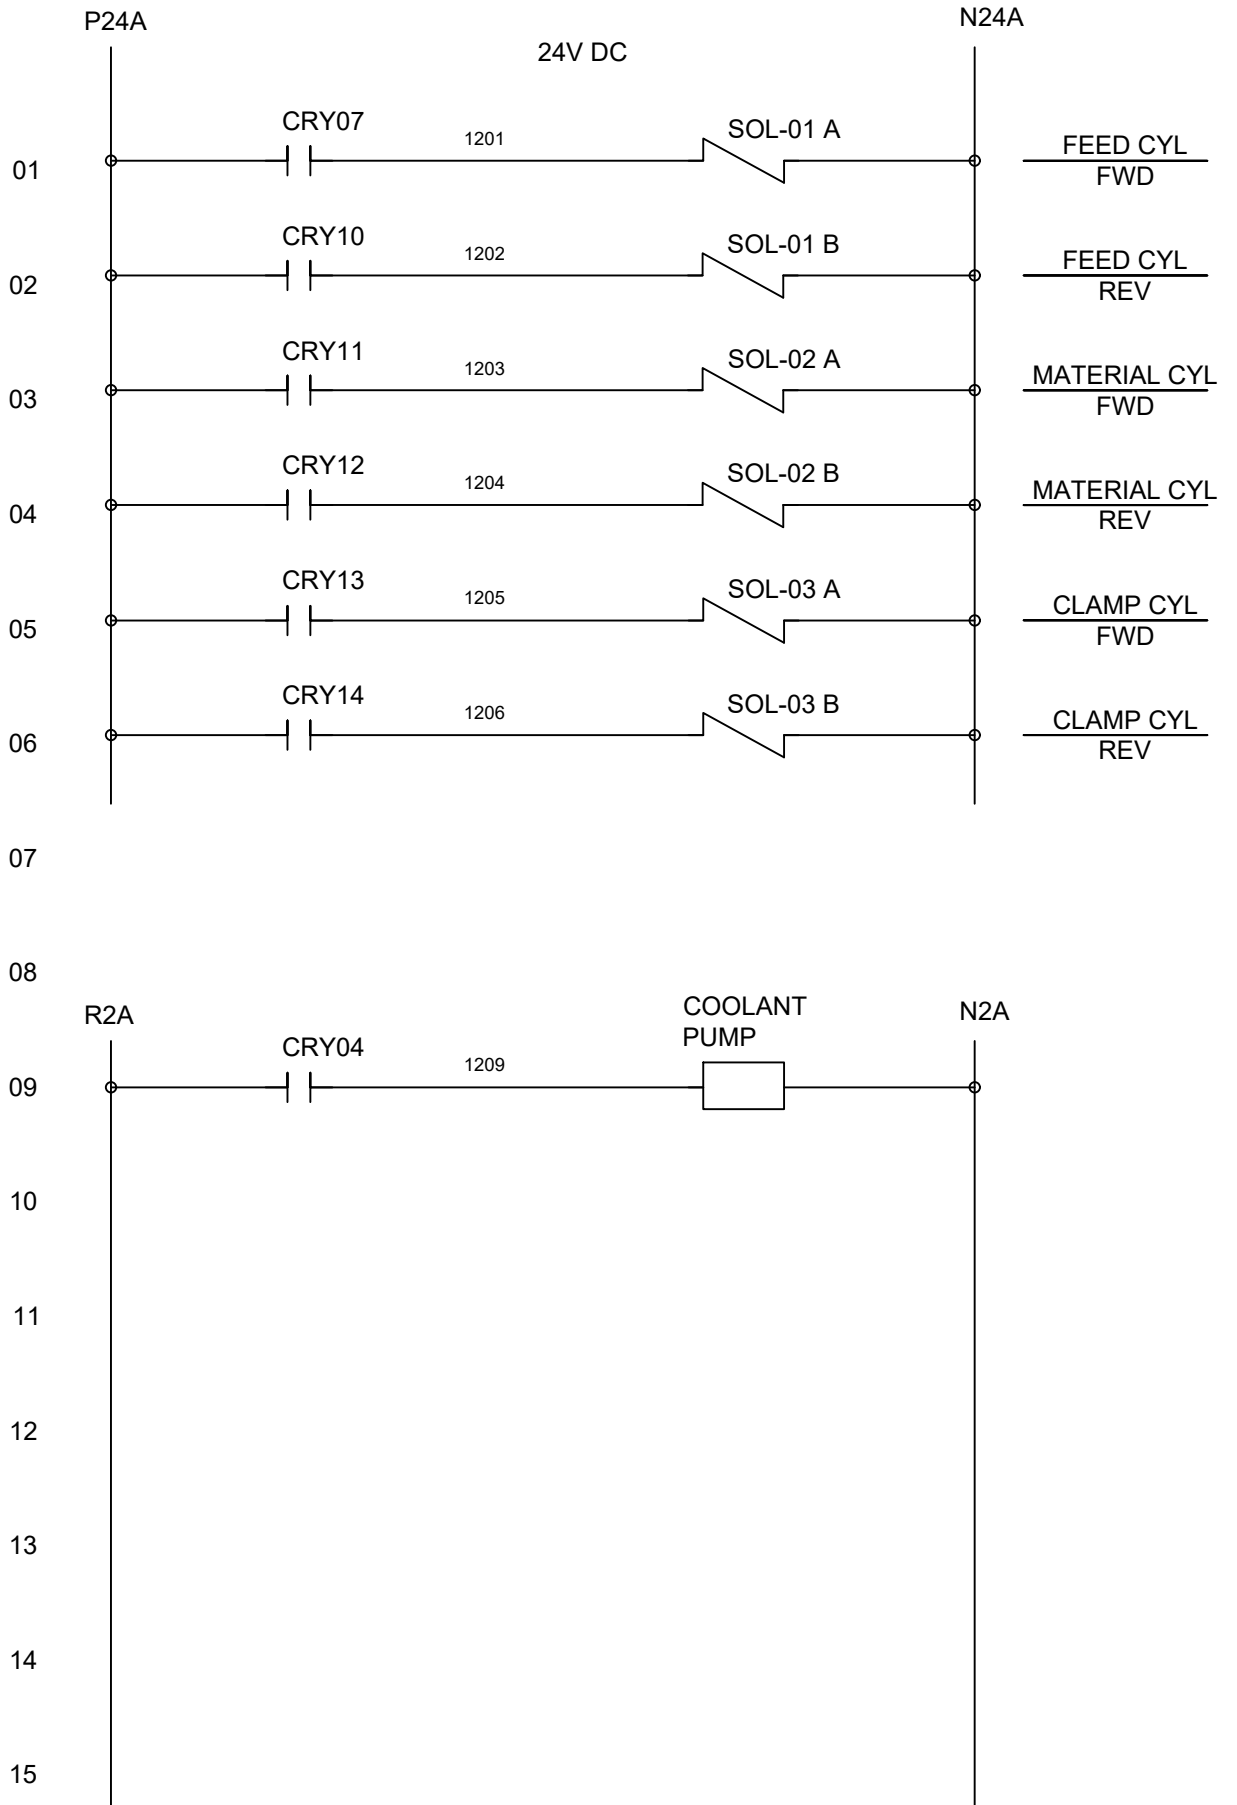 P24A
N24A
24V DC
01
CRY07
1201
SOL-01 A
FEED CYL
FWD
02
CRY10
1202
SOL-01 B
FEED CYL
REV
03
CRY11
1203
SOL-02 A
MATERIAL CYL
FWD
04
CRY12
1204
SOL-02 B
MATERIAL CYL
REV
05
CRY13
1205
SOL-03 A
CLAMP CYL
FWD
06
CRY14
1206
SOL-03 B
CLAMP CYL
REV
07
08
R2A
COOLANT
PUMP
N2A
09
CRY04
1209
10
11
12
13
14
15